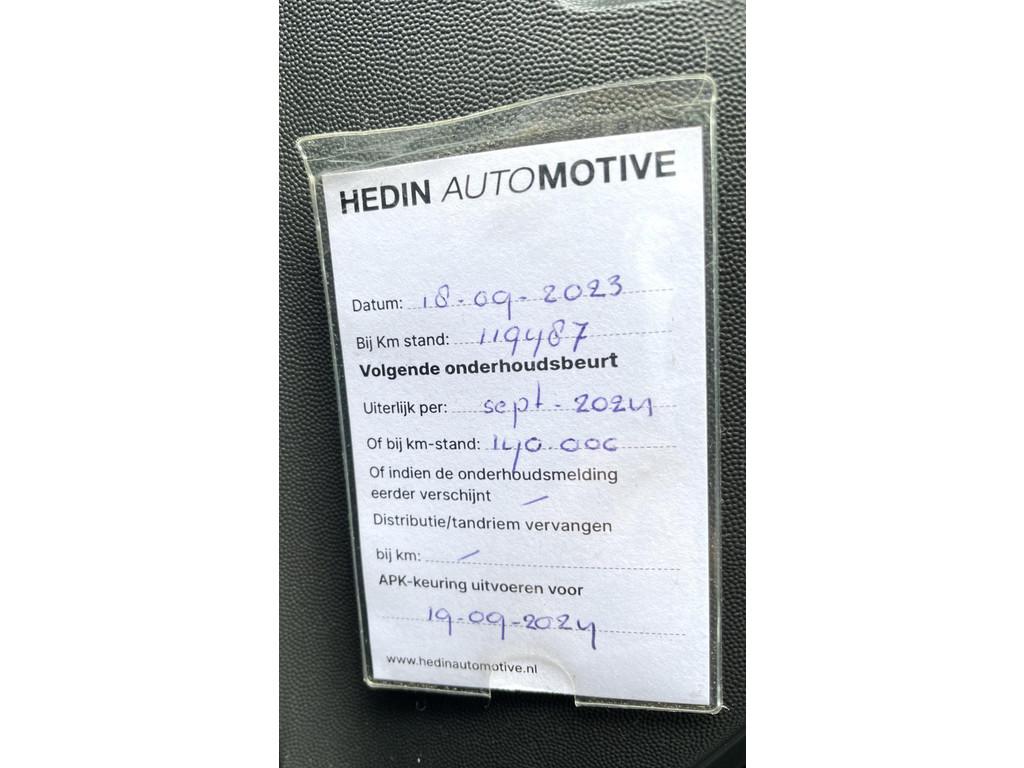 HEDIN AUTOMOTIVE
Datum: 18-09-2023
Bij Km stand: 119487
Volgende onderhoudsbeurt
Uiterlijk per: sept-2024
Of bij km-stand: 140.000
Of indien de onderhoudsmelding
eerder verschijnt /
Distributie/tandriem vervangen
bij km: /
APK-keuring uitvoeren voor
19-09-2024
www.hedinautomotive.nl